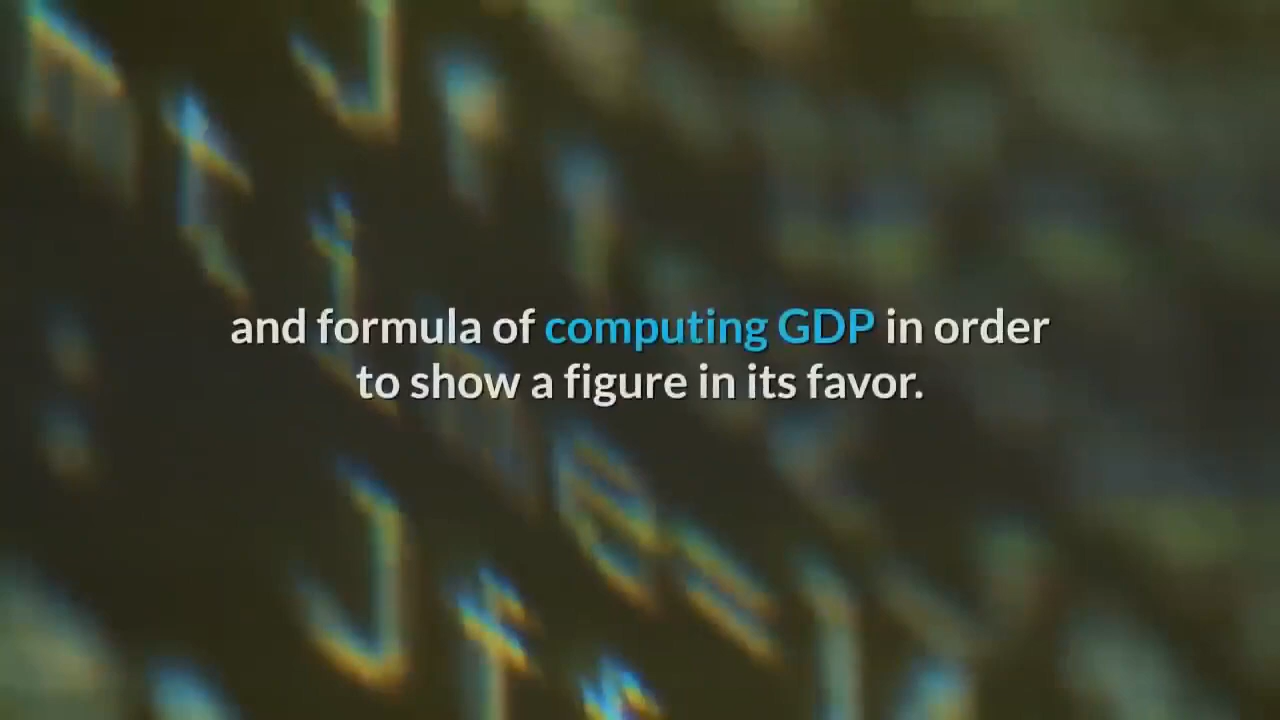 and formula of computing GDP in order
to show a figure in its favor.